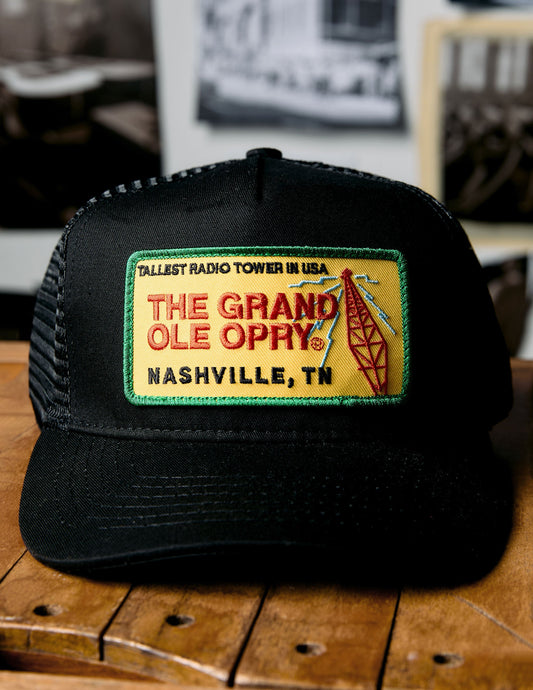 TALLEST RADIO TOWER IN USA
THE GRAND
OLE OPRY®
NASHVILLE, TN